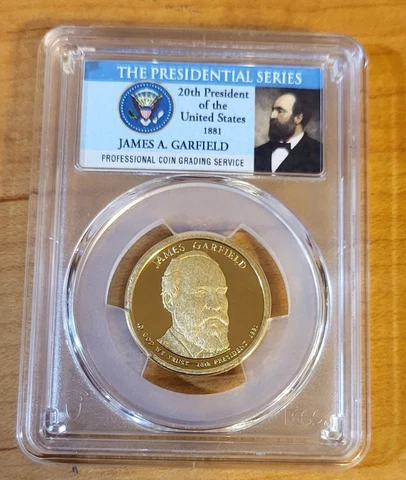 THE PRESIDENTIAL SERIES
20th President
of the
United States
1881
JAMES A. GARFIELD
PROFESSIONAL COIN GRADING SERVICE
JAMES GARFIELD
IN GOD WE TRUST 20th PRESIDENT 1881